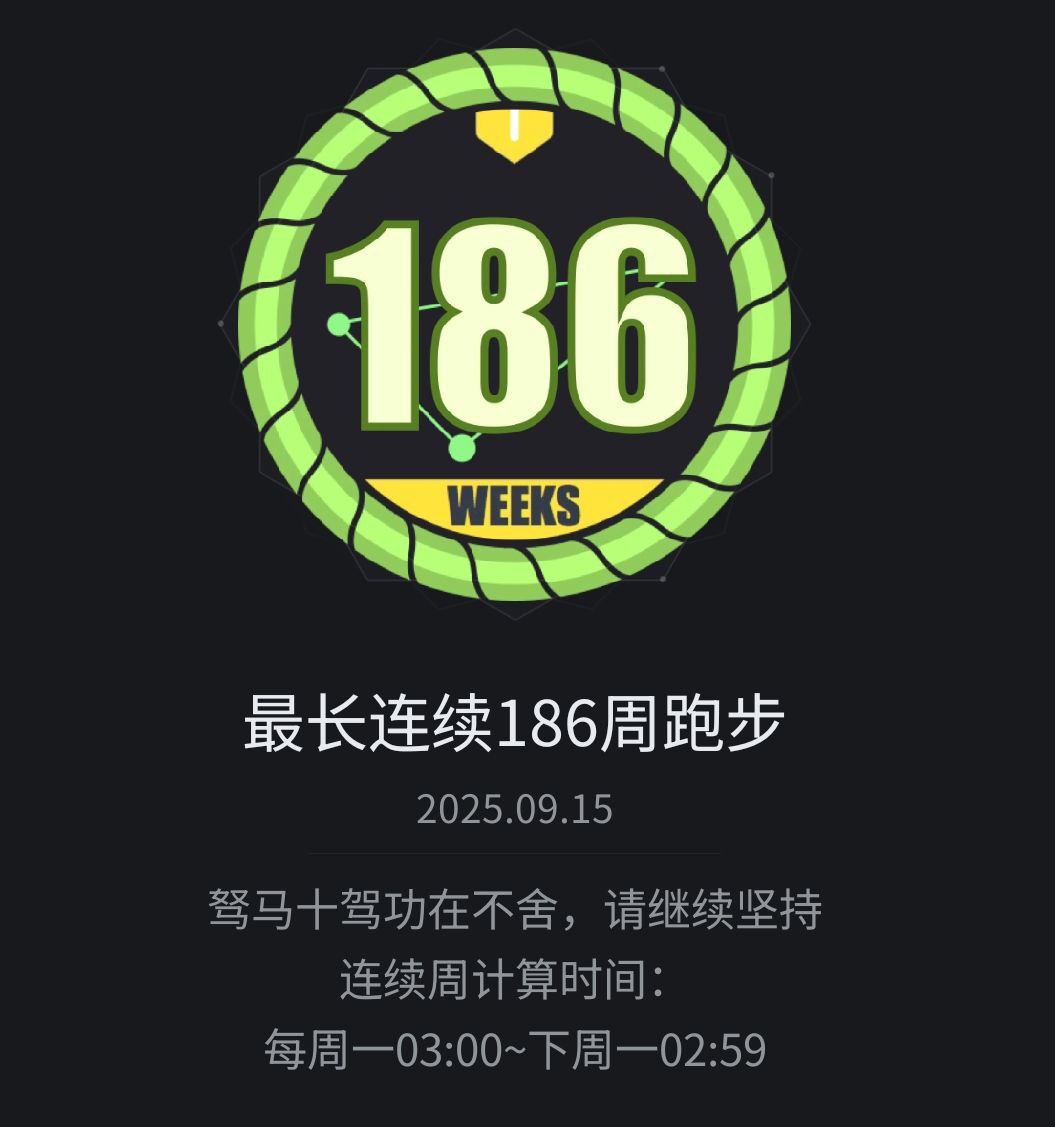 186
WEEKS
最长连续186周跑步
2025.09.15
驽马十驾功在不舍，请继续坚持
连续周计算时间：
每周一03:00~下周一02:59